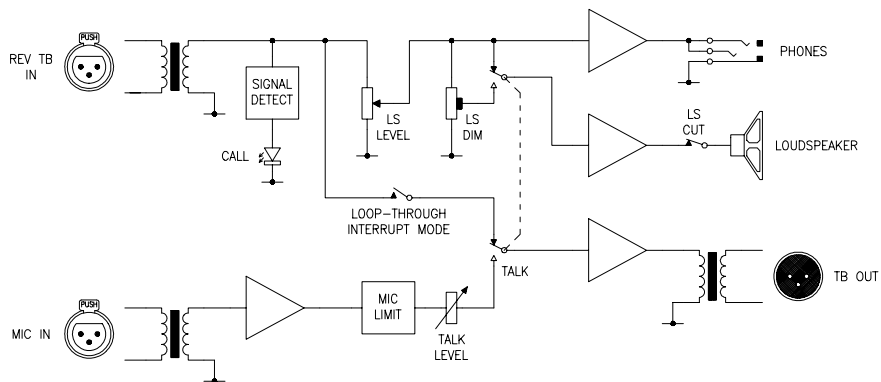 PUSH
REV TB
IN
SIGNAL
DETECT
CALL
LS
LEVEL
LS
DIM
PHONES
LS
CUT
LOUDSPEAKER
LOOP-THROUGH
INTERRUPT MODE
TALK
TB OUT
PUSH
MIC IN
MIC
LIMIT
TALK
LEVEL